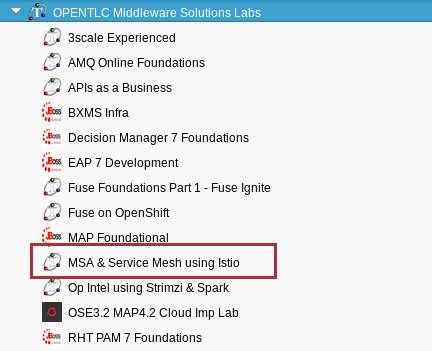 OPENTLC Middleware Solutions Labs
3scale Experienced
AMQ Online Foundations
APIs as a Business
BXMS Infra
Decision Manager 7 Foundations
EAP 7 Development
Fuse Foundations Part 1 - Fuse Ignite
Fuse on OpenShift
MAP Foundational
MSA & Service Mesh using Istio
Op Intel using Strimzi & Spark
OSE3.2 MAP4.2 Cloud Imp Lab
RHT PAM 7 Foundations